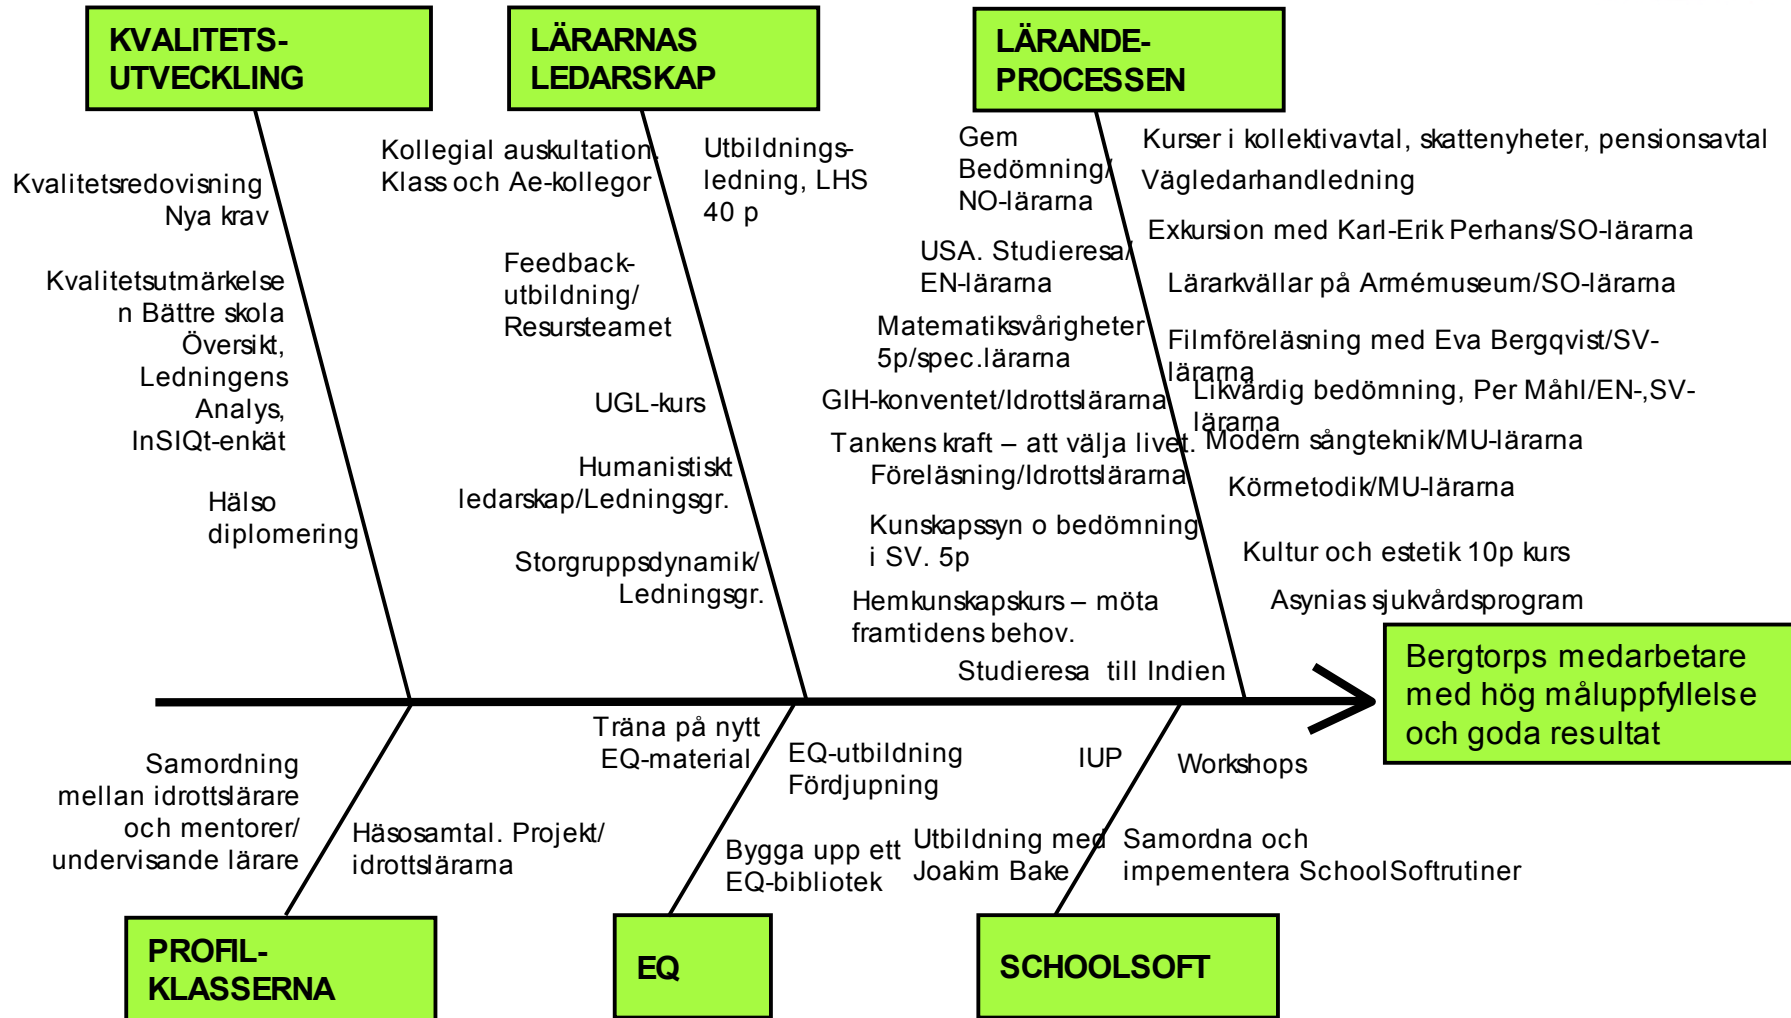 KVALITETS-
UTVECKLING
LÄRARNAS
LEDARSKAP
LÄRANDE-
PROCESSEN
Kvalitetsredovisning
Nya krav
Kvalitetsutmärkelse
n Bättre skola
Översikt,
Ledningens
Analys,
InSIQt-enkät
Hälso
diplomering
Kollegial auskultation.
Klass och Ae-kollegor
Utbildnings-
ledning, LHS
40 p
Feedback-
utbildning/
Resursteamet
UGL-kurs
Humanistiskt
ledarskap/Ledningsgr.
Storgruppsdynamik/
Ledningsgr.
Gem
Bedömning/
NO-lärarna
USA. Studieresa/
EN-lärarna
Matematiksvårigheter
5p/spec.lärarna
GIH-konventet/Idrottslärarna
Tankens kraft – att välja livet.
Föreläsning/Idrottslärarna
Kunskapssyn o bedömning
i SV. 5p
Hemkunskapskurs – möta
framtidens behov.
Studieresa till Indien
Kurser i kollektivavtal, skattenyheter, pensionsavtal
Vägledarhandledning
Exkursion med Karl-Erik Perhans/SO-lärarna
Lärarkvällar på Armémuseum/SO-lärarna
Filmföreläsning med Eva Bergqvist/SV-
lärarna
Likvärdig bedömning, Per Måhl/EN-,SV-
lärarna
Modern sångteknik/MU-lärarna
Körmetodik/MU-lärarna
Kultur och estetik 10p kurs
Asynias sjukvårdsprogram
Bergtorps medarbetare
med hög måluppfyllelse
och goda resultat
Samordning
mellan idrottslärare
och mentorer/
undervisande lärare
Häsosamtal. Projekt/
idrottslärarna
Träna på nytt
EQ-material
EQ-utbildning
Fördjupning
Bygga upp ett
EQ-bibliotek
IUP
Workshops
Utbildning med
Joakim Bake
Samordna och
impementera SchoolSoftrutiner
PROFIL-
KLASSERNA
EQ
SCHOOLSOFT